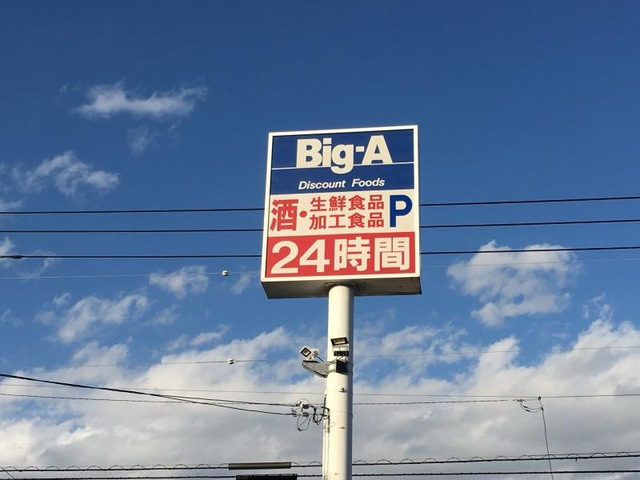 Big-A
Discount Foods
酒・生鮮食品
加工食品 P
24時間